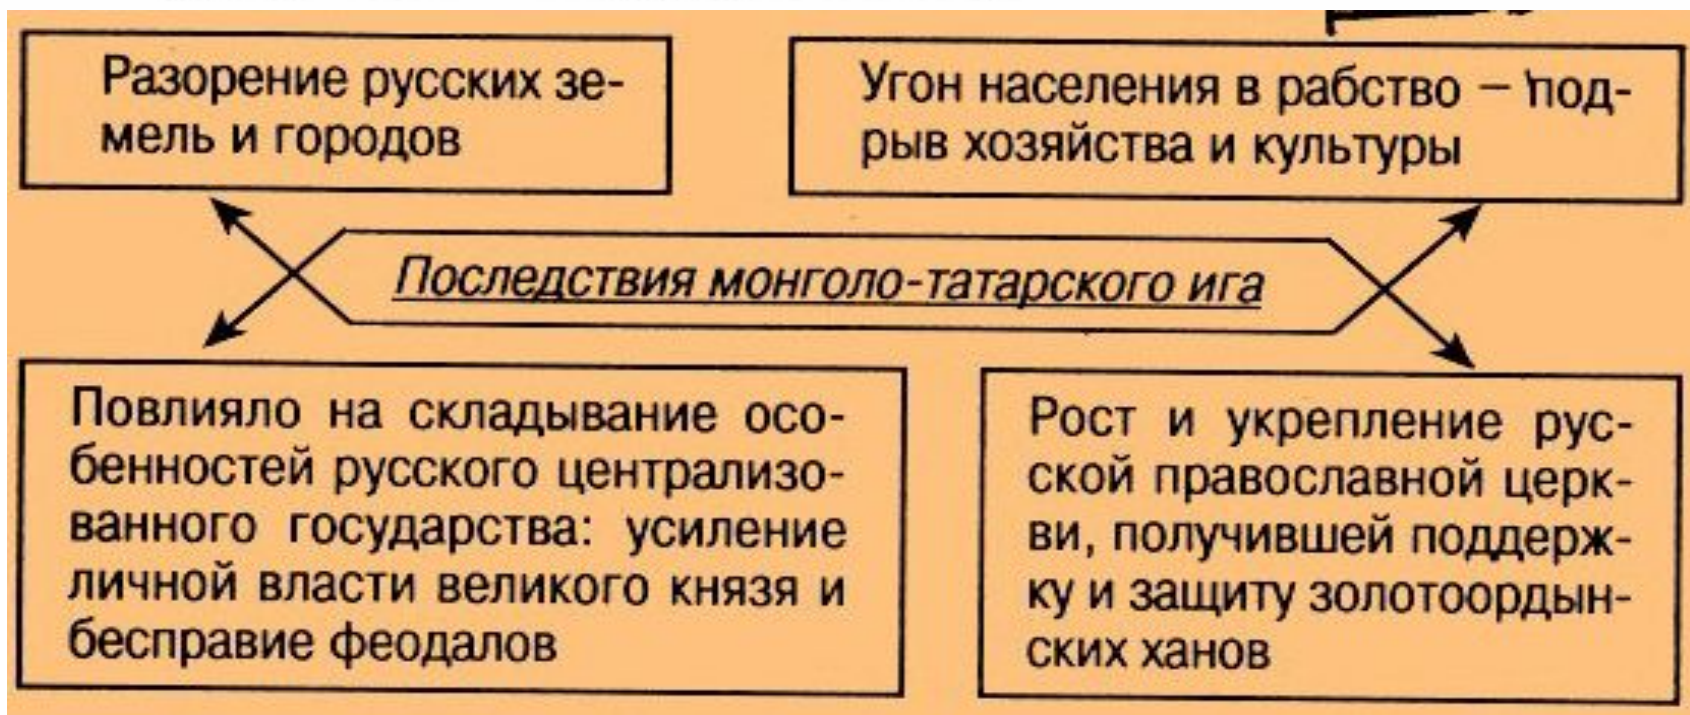 Разорение русских зе-
мель и городов
Угон населения в рабство – под-
рыв хозяйства и культуры
Последствия монголо-татарского ига
Повлияло на складывание осо-
бенностей русского централизо-
ванного государства: усиление
личной власти великого князя и
бесправие феодалов
Рост и укрепление рус-
ской православной церк-
ви, получившей поддерж-
ку и защиту золотоордын-
ских ханов